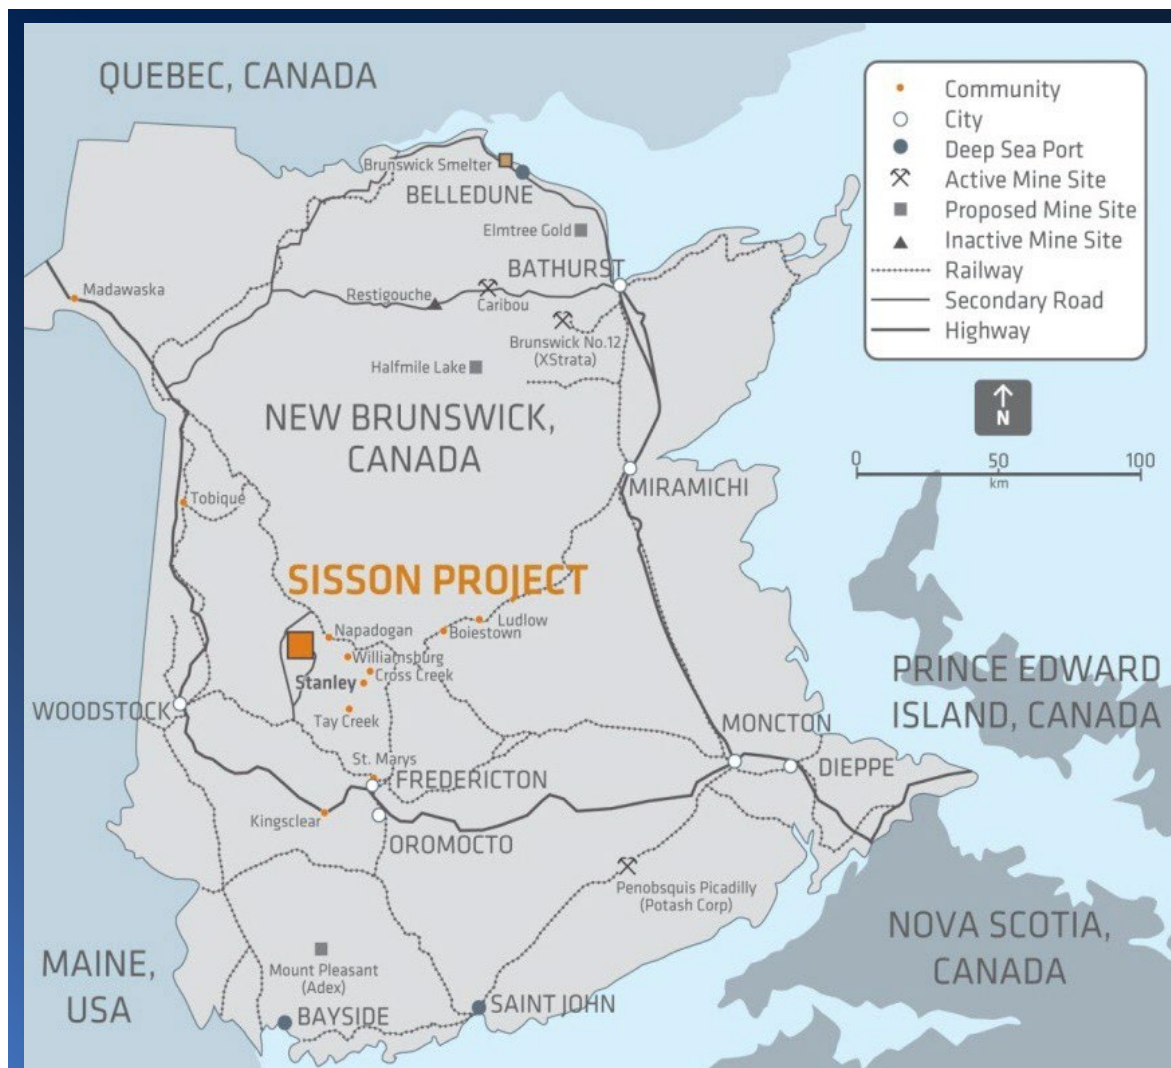 QUEBEC, CANADA
Community
City
Deep Sea Port
Active Mine Site
Proposed Mine Site
Inactive Mine Site
Railway
Secondary Road
Highway
N
0 50 100
km
Brunswick Smelter
BELLEDUNE
Elmtree Gold
BATHURST
Madawaska
Restigouche
Caribou
Brunswick No.12
(XStrata)
Halfmile Lake
NEW BRUNSWICK,
CANADA
MIRAMICHI
Tobique
SISSON PROJECT
Ludlow
Boiestown
Napadogan
Williamsburg
Cross Creek
Stanley
Tay Creek
WOODSTOCK
PRINCE EDWARD
ISLAND, CANADA
MONCTON
DIEPPE
St. Marys
FREDERICTON
Kingsclear
OROMOCTO
Penobsquis Picadilly
(Potash Corp)
NOVA SCOTIA,
CANADA
MAINE,
USA
Mount Pleasant
(Adex)
BAYSIDE
SAINT JOHN